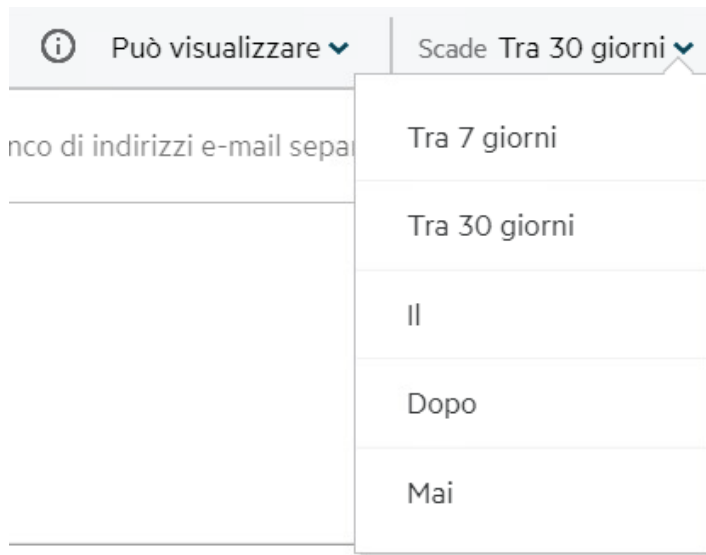 Può visualizzare Scade Tra 30 giorni
nco di indirizzi e-mail separ
Tra 7 giorni
Tra 30 giorni
Il
Dopo
Mai